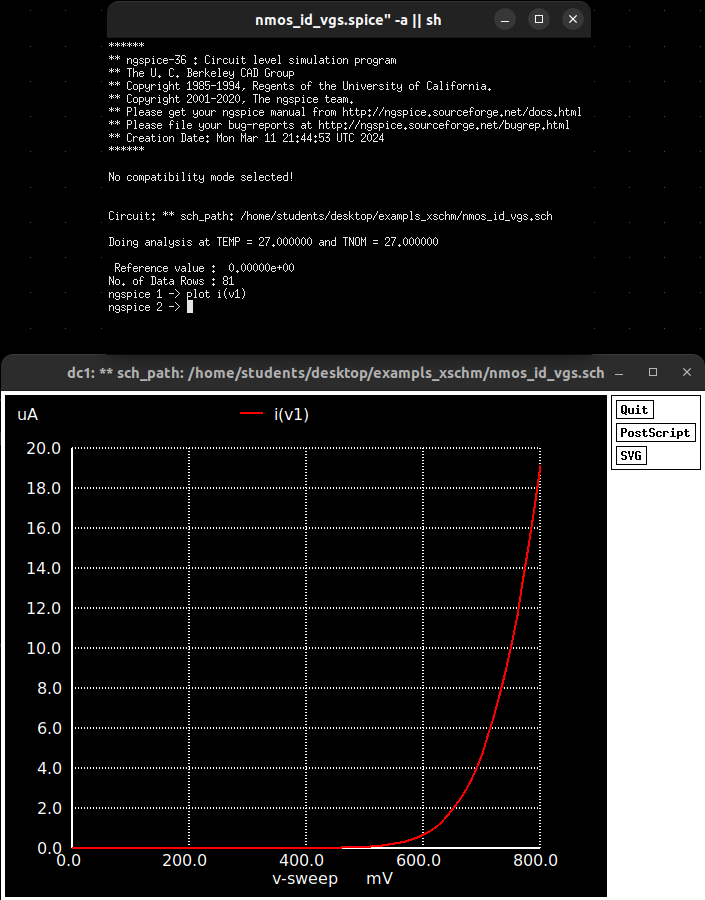 nmos_id_vgs.spice" -a || sh
******
** ngspice-36 : Circuit level simulation program
** The U. C. Berkeley CAD Group
** Copyright 1985-1994, Regents of the University of California.
** Copyright 2001-2020, The ngspice team.
** Please get your ngspice manual from http://ngspice.sourceforge.net/docs.html
** Please file your bug-reports at http://ngspice.sourceforge.net/bugrep.html
** Creation Date: Mon Mar 11 21:44:53 UTC 2024
******
No compatibility mode selected!
Circuit: ** sch_path: /home/students/desktop/exampls_xschm/nmos_id_vgs.sch
Doing analysis at TEMP = 27.000000 and TNOM = 27.000000
Reference value : 0.00000e+00
No. of Data Rows : 81
ngspice 1 -> plot i(v1)
ngspice 2 ->
dc1: ** sch_path: /home/students/desktop/exampls_xschm/nmos_id_vgs.sch
uA
i(v1)
Quit
PostScript
SVG
20.0
18.0
16.0
14.0
12.0
10.0
8.0
6.0
4.0
2.0
0.0
0.0 200.0 400.0 600.0 800.0
v-sweep mV